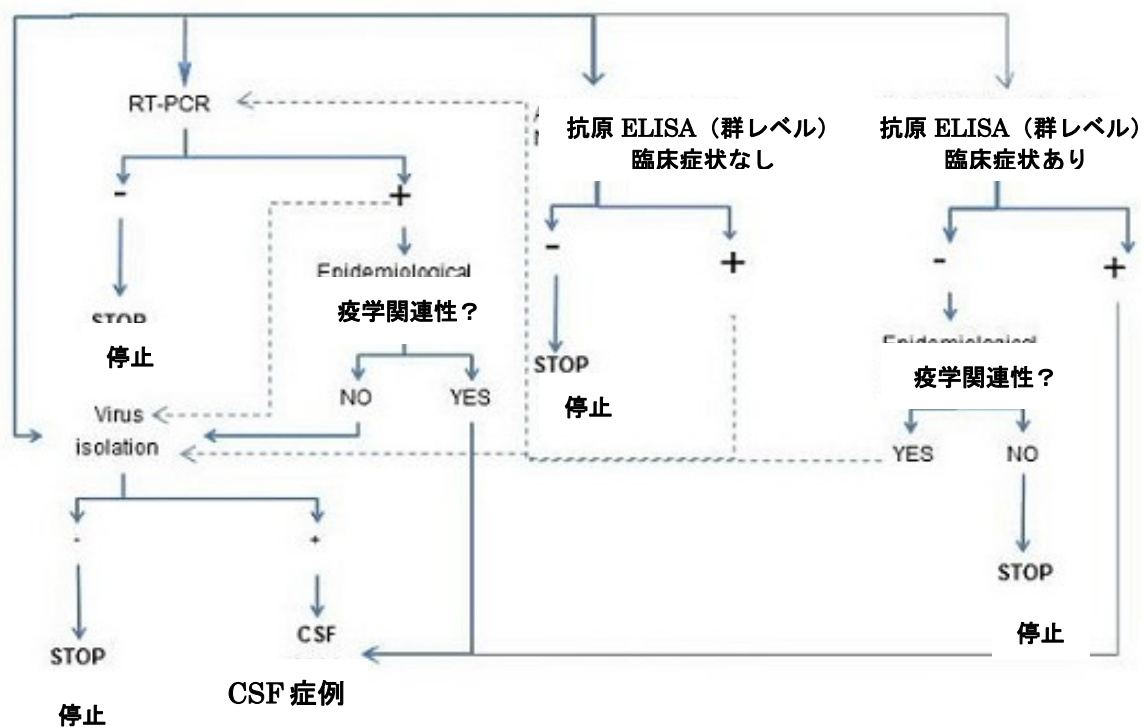 RT-PCR
抗原 ELISA（群レベル）
臨床症状なし
抗原 ELISA（群レベル）
臨床症状あり
-
+
-
+
-
+
Epidemiological
疫学関連性？
STOP
停止
NO
YES
STOP
停止
Epidemiological
疫学関連性？
YES
NO
Virus
isolation
-
+
STOP
停止
CSF
CSF 症例
STOP
停止